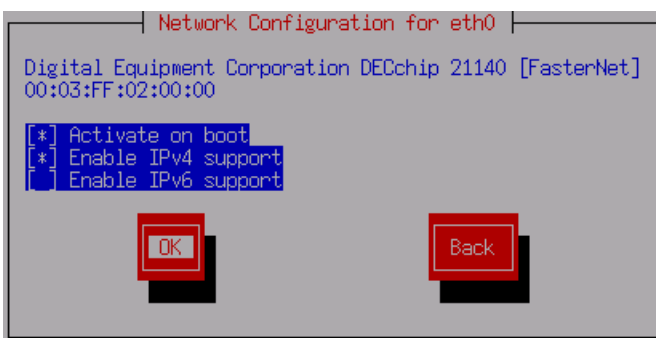 Network Configuration for eth0
Digital Equipment Corporation DECchip 21140 [FasterNet]
00:03:FF:02:00:00
[*] Activate on boot
[*] Enable IPv4 support
[ ] Enable IPv6 support
OK Back